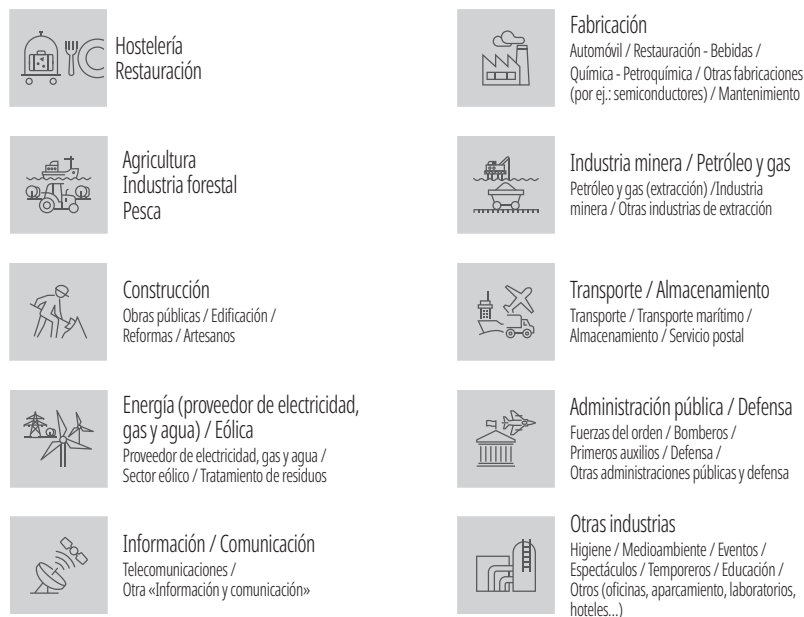 Hostelería
Restauración
Agricultura
Industria forestal
Pesca
Construcción
Obras públicas / Edificación /
Reformas / Artesanos
Energía (proveedor de electricidad,
gas y agua) / Eólica
Proveedor de electricidad, gas y agua /
Sector eólico / Tratamiento de residuos
Información / Comunicación
Telecomunicaciones /
Otra «Información y comunicación»
Fabricación
Automóvil / Restauración - Bebidas /
Química - Petroquímica / Otras fabricaciones
(por ej.: semiconductores) / Mantenimiento
Industria minera / Petróleo y gas
Petróleo y gas (extracción) /Industria
minera / Otras industrias de extracción
Transporte / Almacenamiento
Transporte / Transporte marítimo /
Almacenamiento / Servicio postal
Administración pública / Defensa
Fuerzas del orden / Bomberos /
Primeros auxilios / Defensa /
Otras administraciones públicas y defensa
Otras industrias
Higiene / Medioambiente / Eventos /
Espectáculos / Temporeros / Educación /
Otros (oficinas, aparcamiento, laboratorios,
hoteles...)